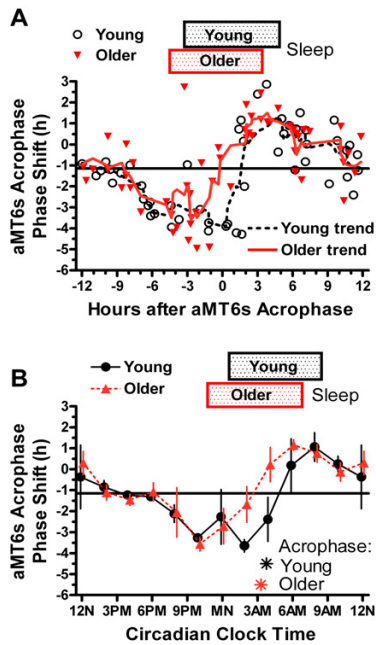 A
Young
Older
Young
Older
Sleep
aMT6s Acrophase
Phase Shift (h)
3
2
1
0
-1
-2
-3
-4
-5
-6
Young trend
Older trend
-12 -9 -6 -3 0 3 6 9 12
Hours after aMT6s Acrophase
B
Young
Older
Young
Older
Sleep
aMT6s Acrophase
Phase Shift (h)
3
2
1
0
-1
-2
-3
-4
-5
-6
Acrophase:
Young
Older
12N 3PM 6PM 9PM MN 3AM 6AM 9AM 12N
Circadian Clock Time